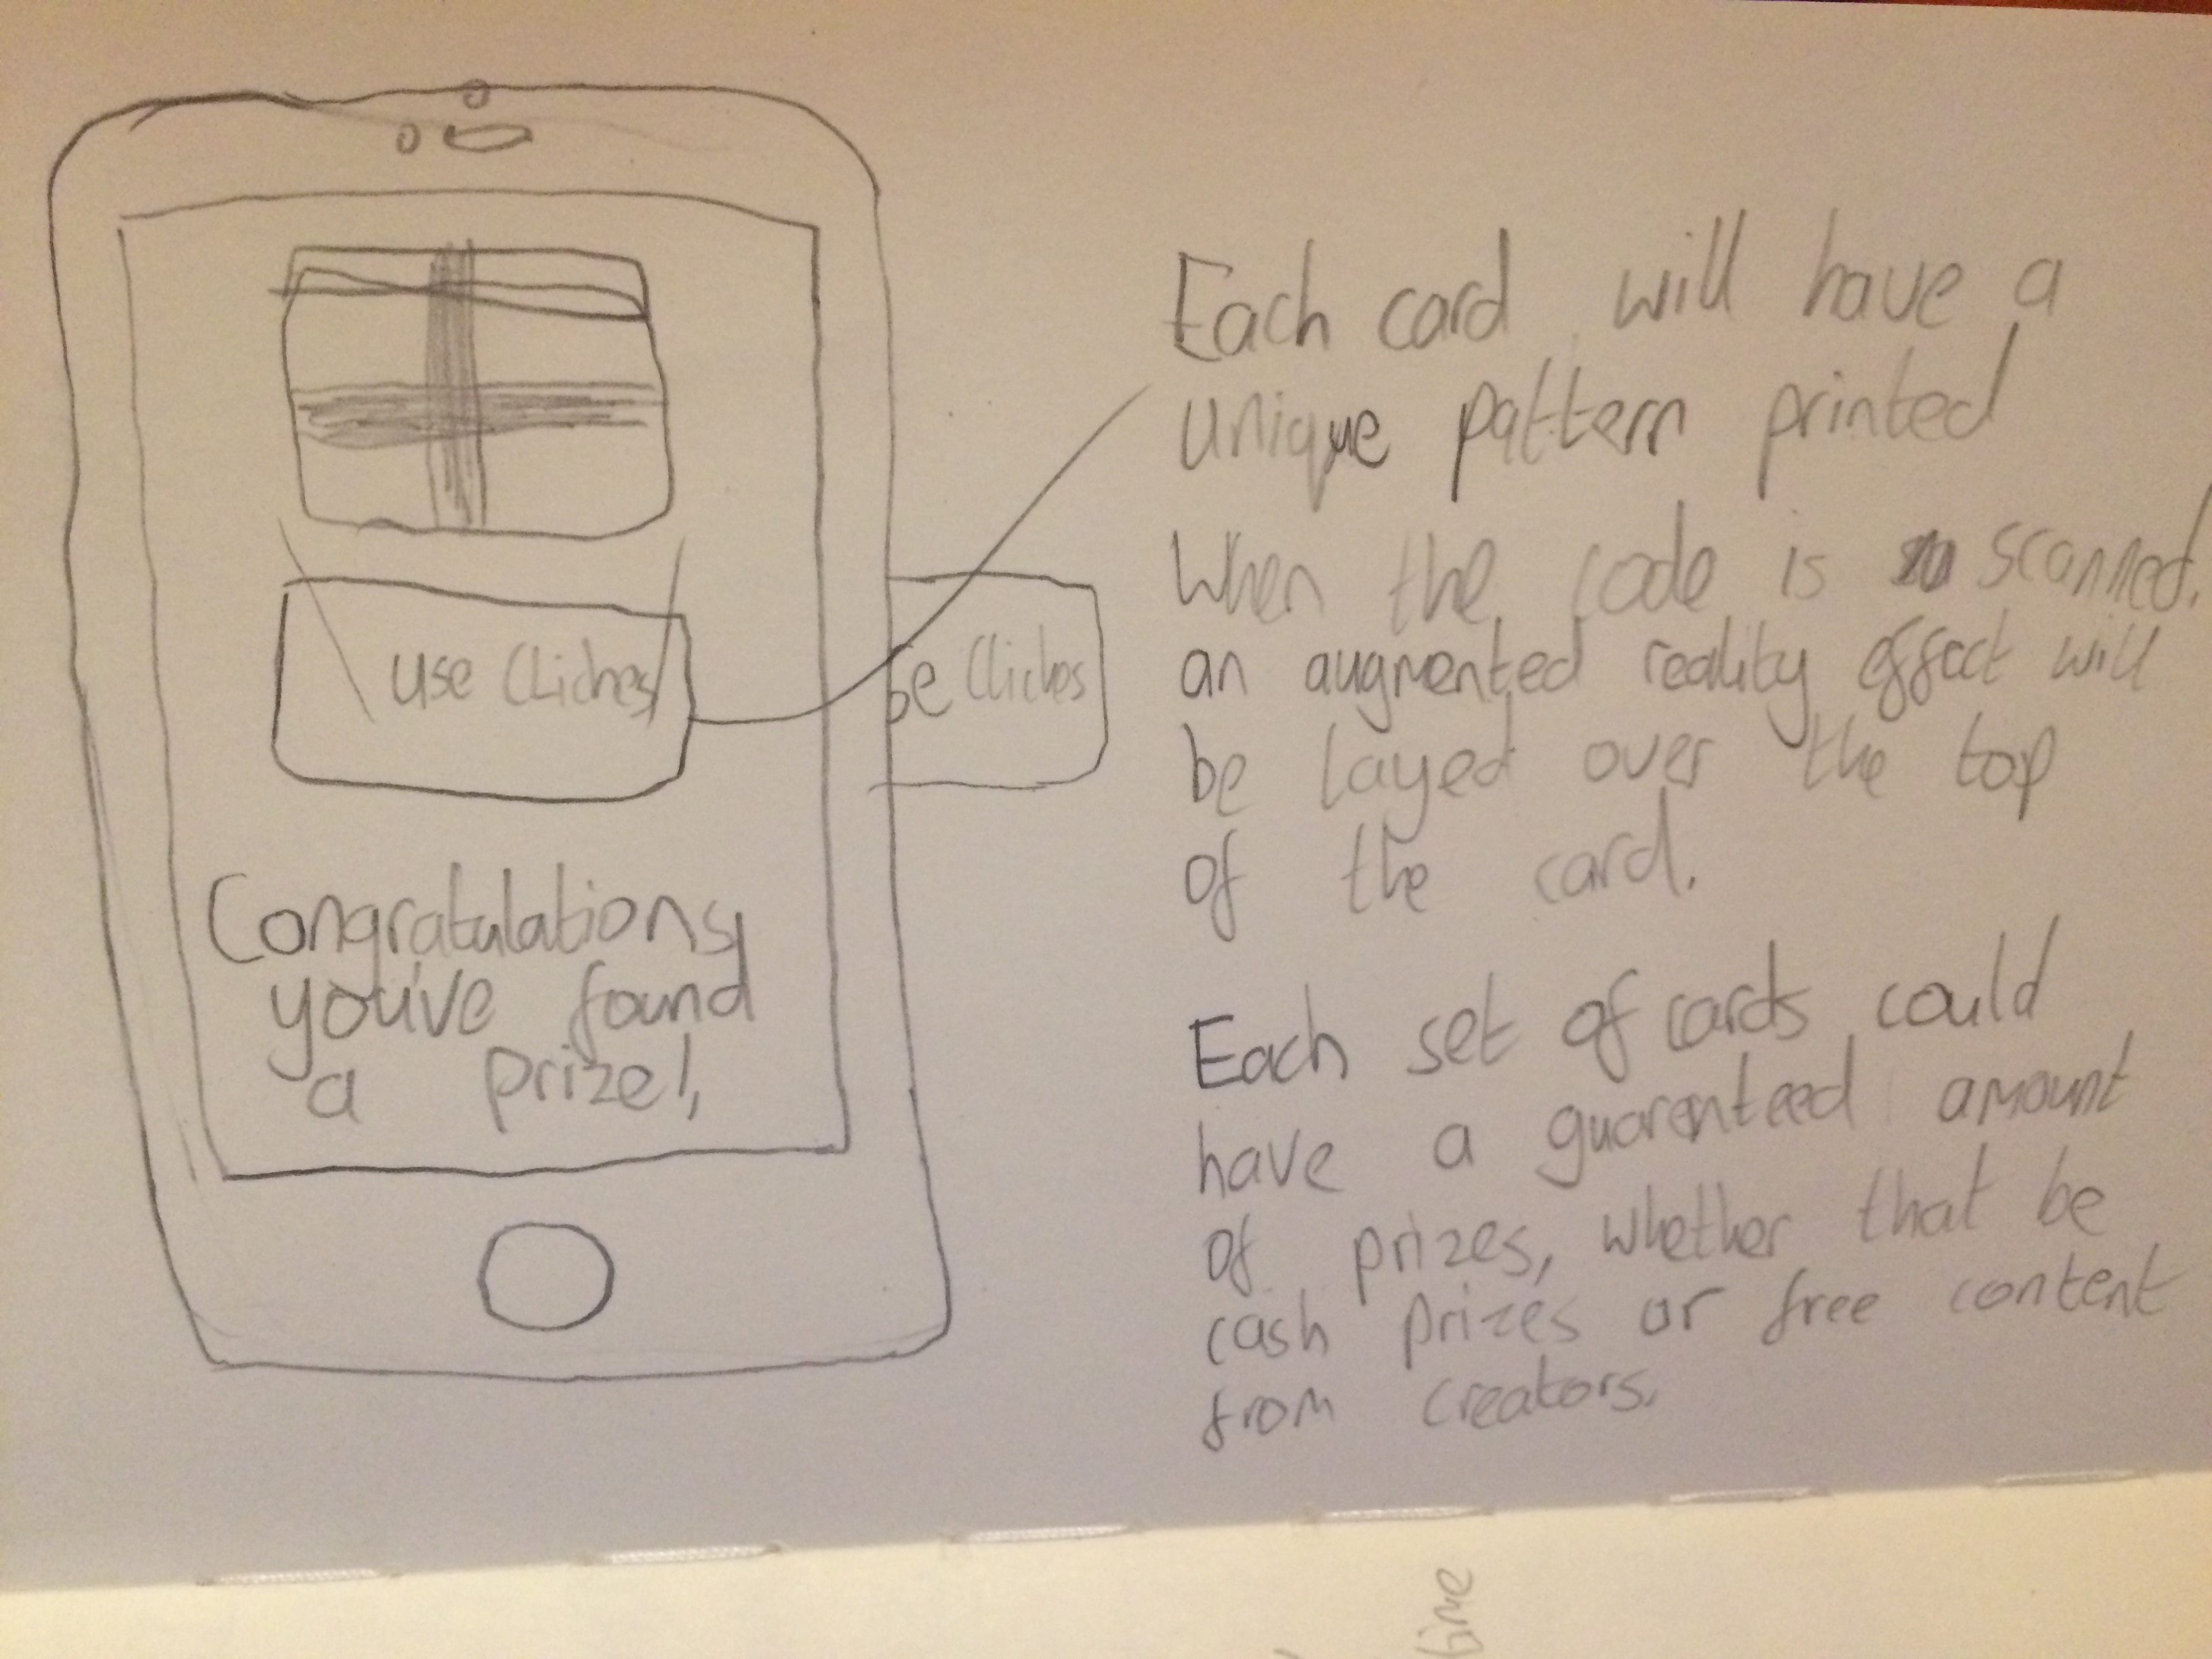 use Cliches
se Cliches
Congratulations,
you've found
a prize!,
Each card will have a
unique pattern printed
When the code is scanned,
an augmented reality effect will
be layed over the top
of the card.
Each set of cards could
have a guarenteed amount
of prizes, whether that be
cash prizes or free content
from creators.
time